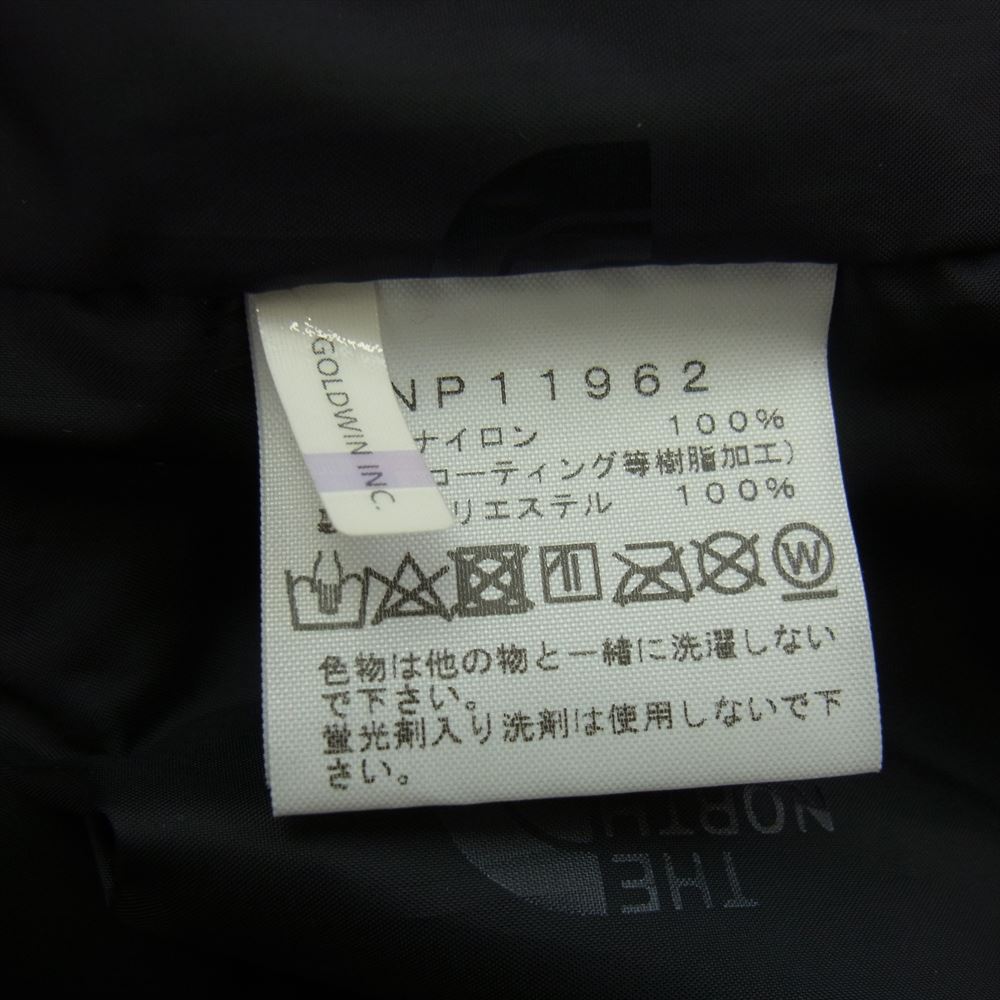 GOLDWIN INC.
NP11962
ナイロン 100%
コーティング等樹脂加工)
リエステル 100%
W
色物は他の物と一緒に洗濯しない
で下さい。
蛍光剤入り洗剤は使用しないで下
さい。
THE
NORTH